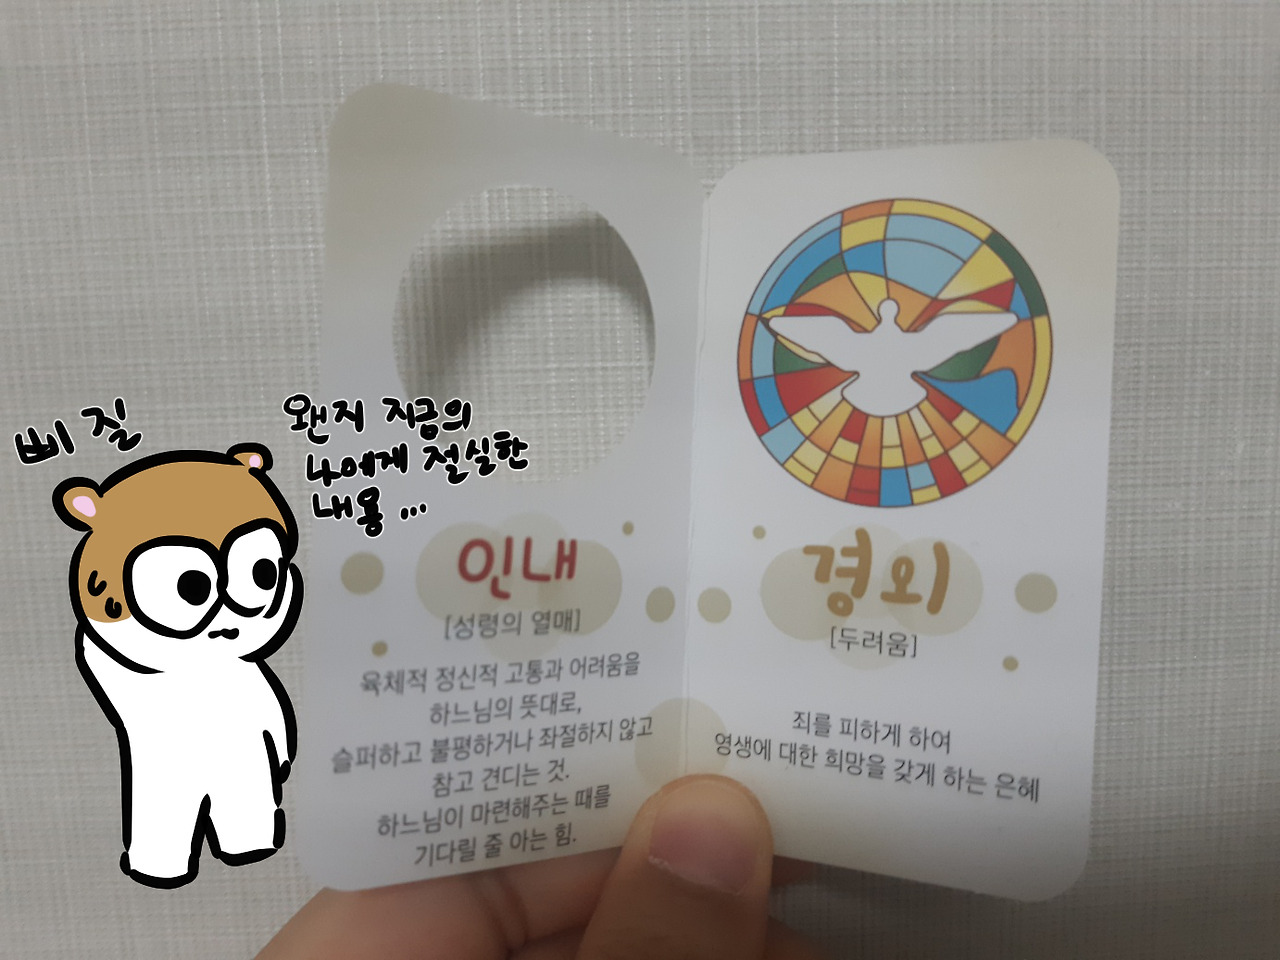 삐질
왠지 지금의
나에게 절실한
내용...
인내
[성령의 열매]
육체적 정신적 고통과 어려움을
하느님의 뜻대로,
슬퍼하고 불평하거나 좌절하지 않고
참고 견디는 것.
하느님이 마련해주는 때를
기다릴 줄 아는 힘.
경외
[두려움]
죄를 피하게 하여
영생에 대한 희망을 갖게 하는 은혜